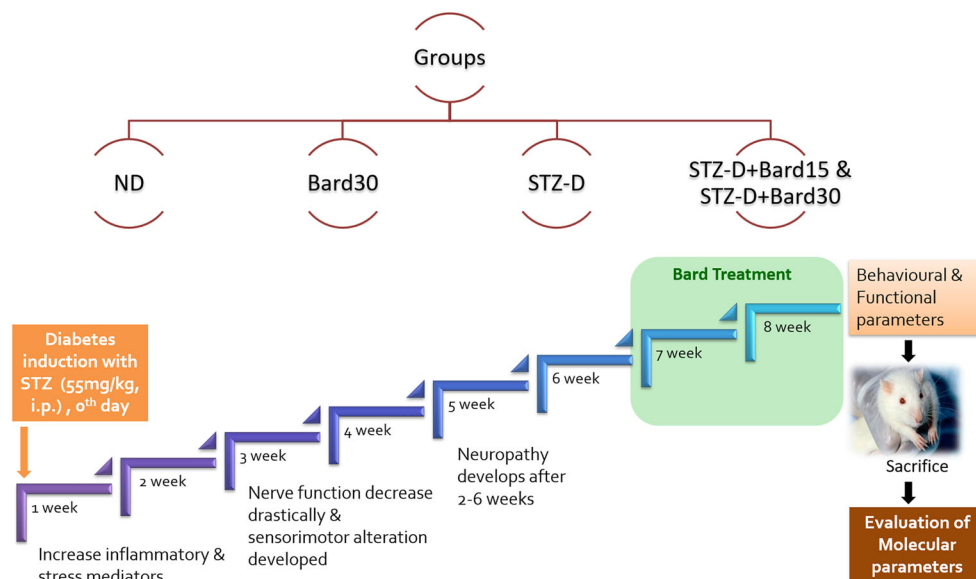 Groups
ND
Bard30
STZ-D
STZ-D+Bard15 &
STZ-D+Bard30
Bard Treatment
Behavioural &
Functional
parameters
Diabetes
induction with
STZ (55mg/kg,
i.p.) , 0th day
1 week
2 week
3 week
4 week
5 week
6 week
7 week
8 week
Increase inflammatory &
stress mediators
Nerve function decrease
drastically &
sensorimotor alteration
developed
Neuropathy
develops after
2-6 weeks
Sacrifice
Evaluation of
Molecular
parameters